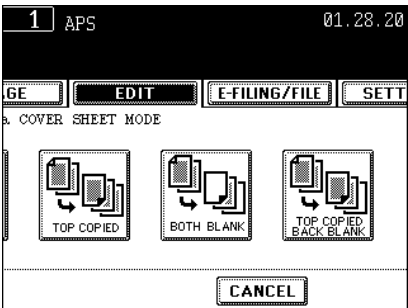 1 APS 01.28.20
GE EDIT E-FILING/FILE SETT
a. COVER SHEET MODE
TOP COPIED
BOTH BLANK
TOP COPIED
BACK BLANK
CANCEL